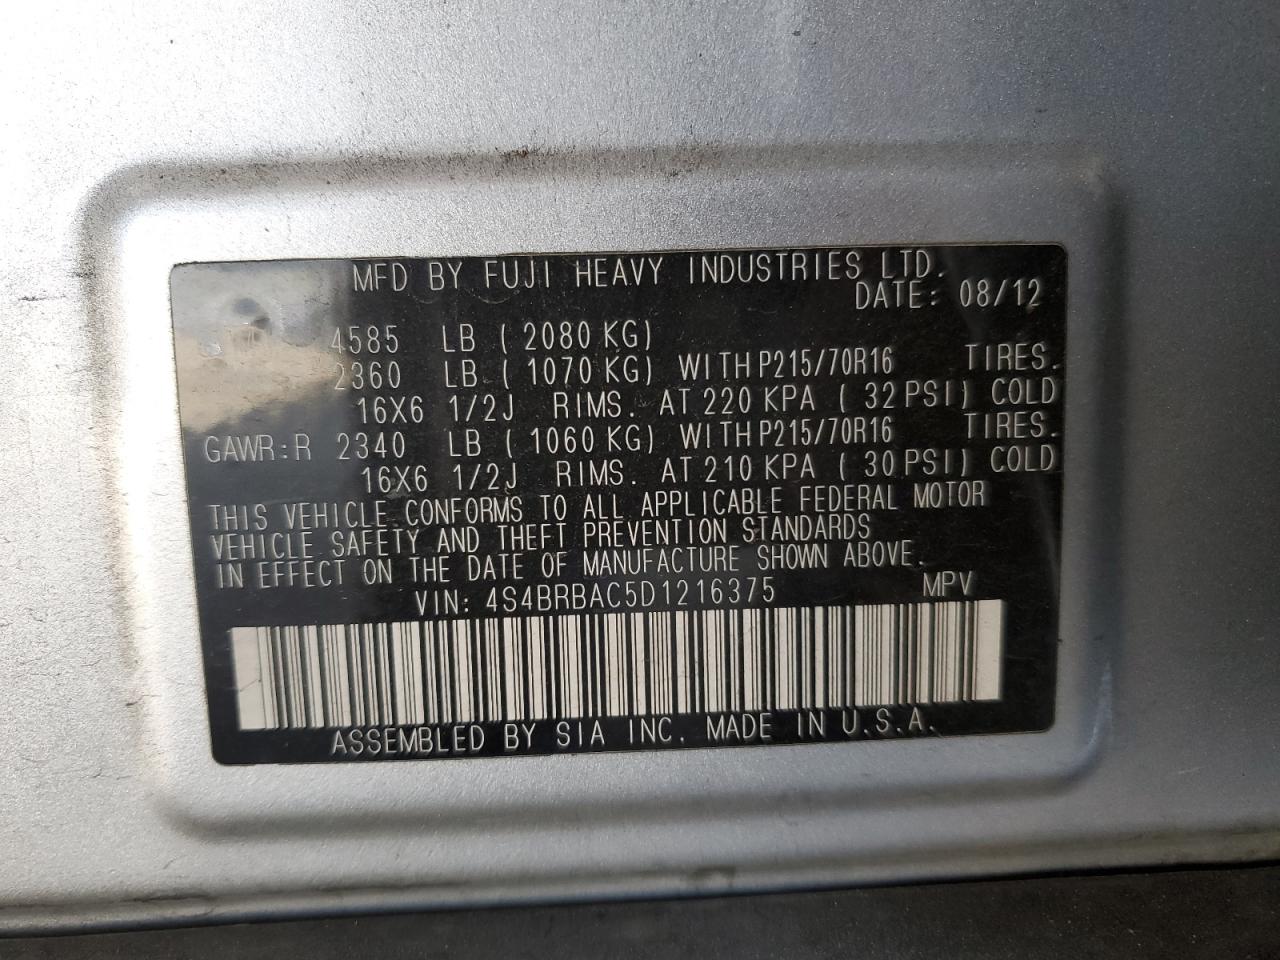 MFD BY FUJI HEAVY INDUSTRIES LTD.
DATE: 08/12
4585 LB ( 2080 KG)
2360 LB ( 1070 KG) WITH P215/70R16 TIRES.
16X6 1/2J RIMS. AT 220 KPA ( 32 PSI) COLD
GAWR:R 2340 LB ( 1060 KG) WITH P215/70R16 TIRES.
16X6 1/2J RIMS. AT 210 KPA ( 30 PSI) COLD
THIS VEHICLE CONFORMS TO ALL APPLICABLE FEDERAL MOTOR
VEHICLE SAFETY AND THEFT PREVENTION STANDARDS
IN EFFECT ON THE DATE OF MANUFACTURE SHOWN ABOVE.
VIN: 4S4BRBAC5D1216375 MPV
ASSEMBLED BY SIA INC. MADE IN U.S.A.